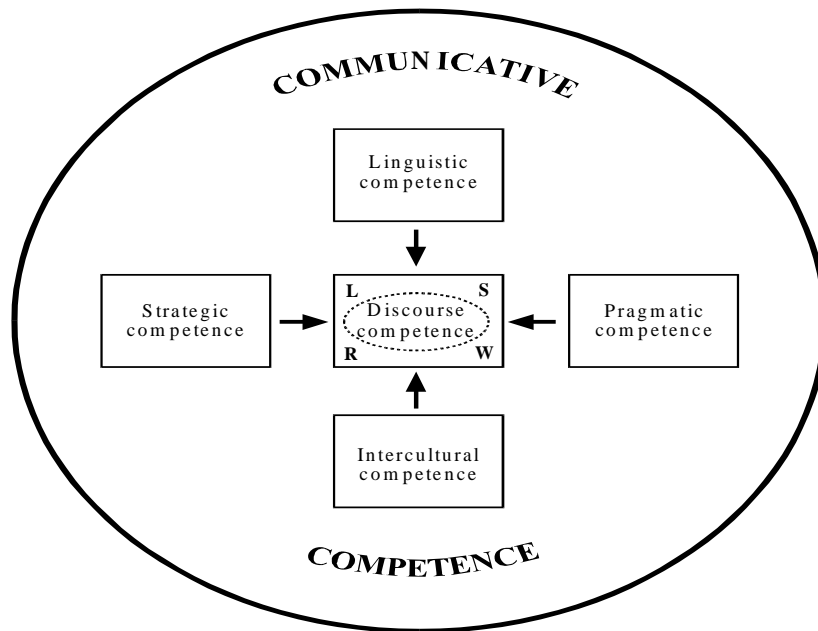 COMMUNICATIVE
Linguistic
competence
Strategic
competence
L S
Discourse
competence
R W
Pragmatic
competence
Intercultural
competence
COMPETENCE